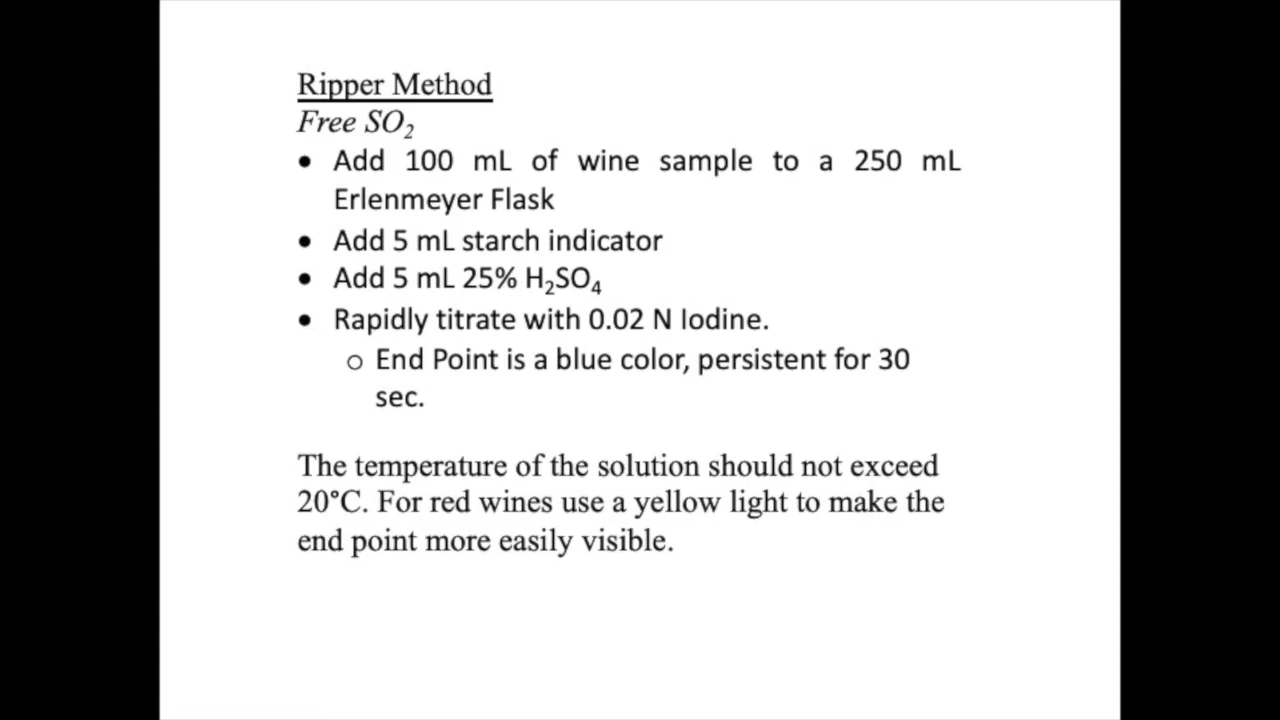 Ripper Method
Free SO₂
• Add 100 mL of wine sample to a 250 mL
Erlenmeyer Flask
• Add 5 mL starch indicator
• Add 5 mL 25% H₂SO₄
• Rapidly titrate with 0.02 N Iodine.
o End Point is a blue color, persistent for 30
sec.
The temperature of the solution should not exceed
20°C. For red wines use a yellow light to make the
end point more easily visible.